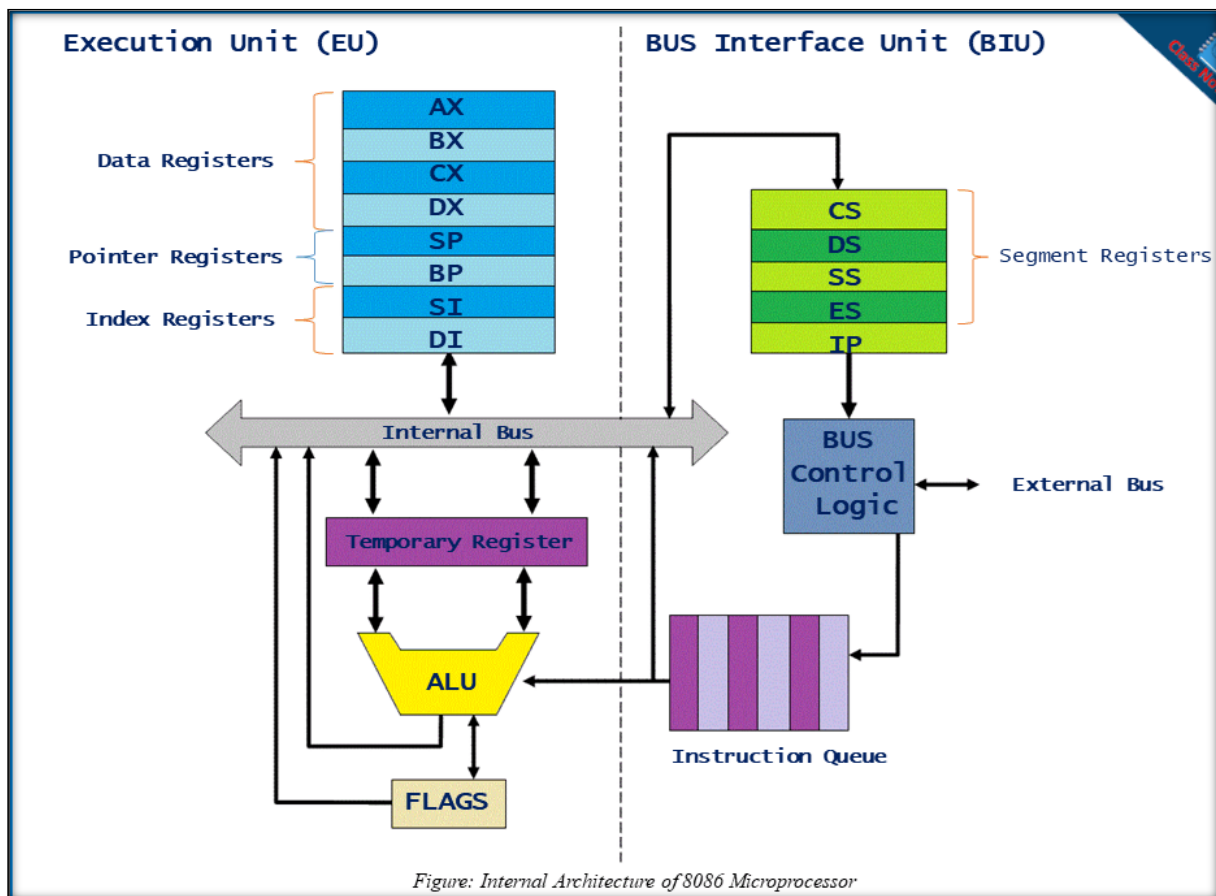 Execution Unit (EU)
BUS Interface Unit (BIU)
Class No
AX
BX
CX
DX
SP
BP
SI
DI
Data Registers
Pointer Registers
Index Registers
CS
DS
SS
ES
IP
Segment Registers
Internal Bus
BUS
Control
Logic
External Bus
Temporary Register
ALU
Instruction Queue
FLAGS
Figure: Internal Architecture of 8086 Microprocessor